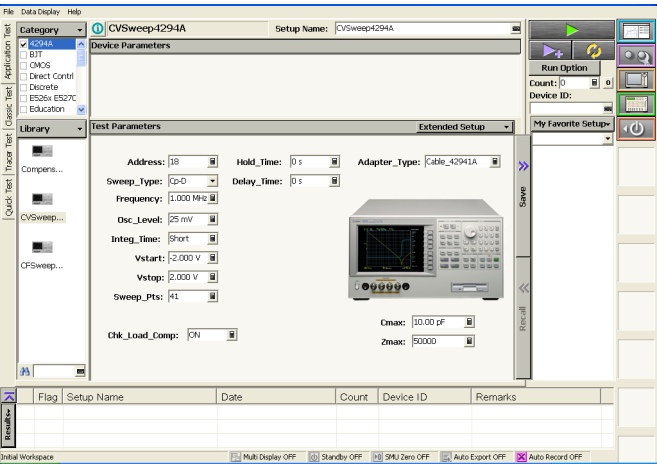 File Data Display Help
Application Test
Classic Test
Tracer Test
Quick Test
Category
4294A
BJT
CMOS
Direct Contrl
Discrete
E526x E527C
Education
Library
Compens...
CVSweep...
CFSweep...
CVSweep4294A
Setup Name: CVSweep4294A
Device Parameters
Test Parameters
Extended Setup
Address: 18
Hold_Time: 0 s
Adapter_Type: Cable_42941A
Sweep_Type: Cp-D
Delay_Time: 0 s
Frequency: 1.000 MHz
Osc_Level: 25 mV
Integ_Time: Short
Vstart: -2.000 V
Vstop: 2.000 V
Sweep_Pts: 41
Chk_Load_Comp: ON
Cmax: 10.00 pF
Zmax: 50000
Save
Recall
Run Option
Count: 0
Device ID:
My Favorite Setup
Results
Flag Setup Name Date Count Device ID Remarks
Initial Workspace
Multi Display OFF Standby OFF SMU Zero OFF Auto Export OFF Auto Record OFF